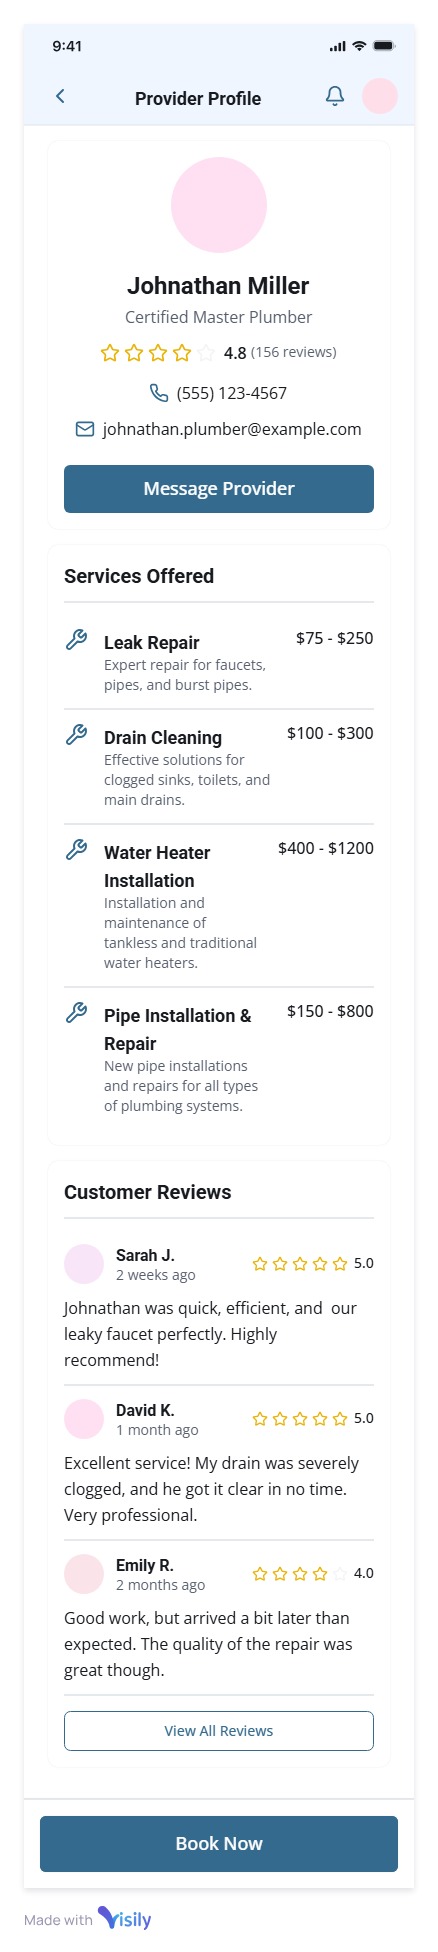 9:41
Provider Profile
Johnathan Miller
Certified Master Plumber
4.8 (156 reviews)
(555) 123-4567
johnathan.plumber@example.com
Message Provider
Services Offered
Leak Repair
$75 - $250
Expert repair for faucets,
pipes, and burst pipes.
Drain Cleaning
$100 - $300
Effective solutions for
clogged sinks, toilets, and
main drains.
Water Heater
$400 - $1200
Installation
Installation and
maintenance of
tankless and traditional
water heaters.
Pipe Installation &
$150 - $800
Repair
New pipe installations
and repairs for all types
of plumbing systems.
Customer Reviews
Sarah J.
5.0
2 weeks ago
Johnathan was quick, efficient, and  our
leaky faucet perfectly. Highly
recommend!
David K.
5.0
1 month ago
Excellent service! My drain was severely
clogged, and he got it clear in no time.
Very professional.
Emily R.
4.0
2 months ago
Good work, but arrived a bit later than
expected. The quality of the repair was
great though.
View All Reviews
Book Now
Made with Visily